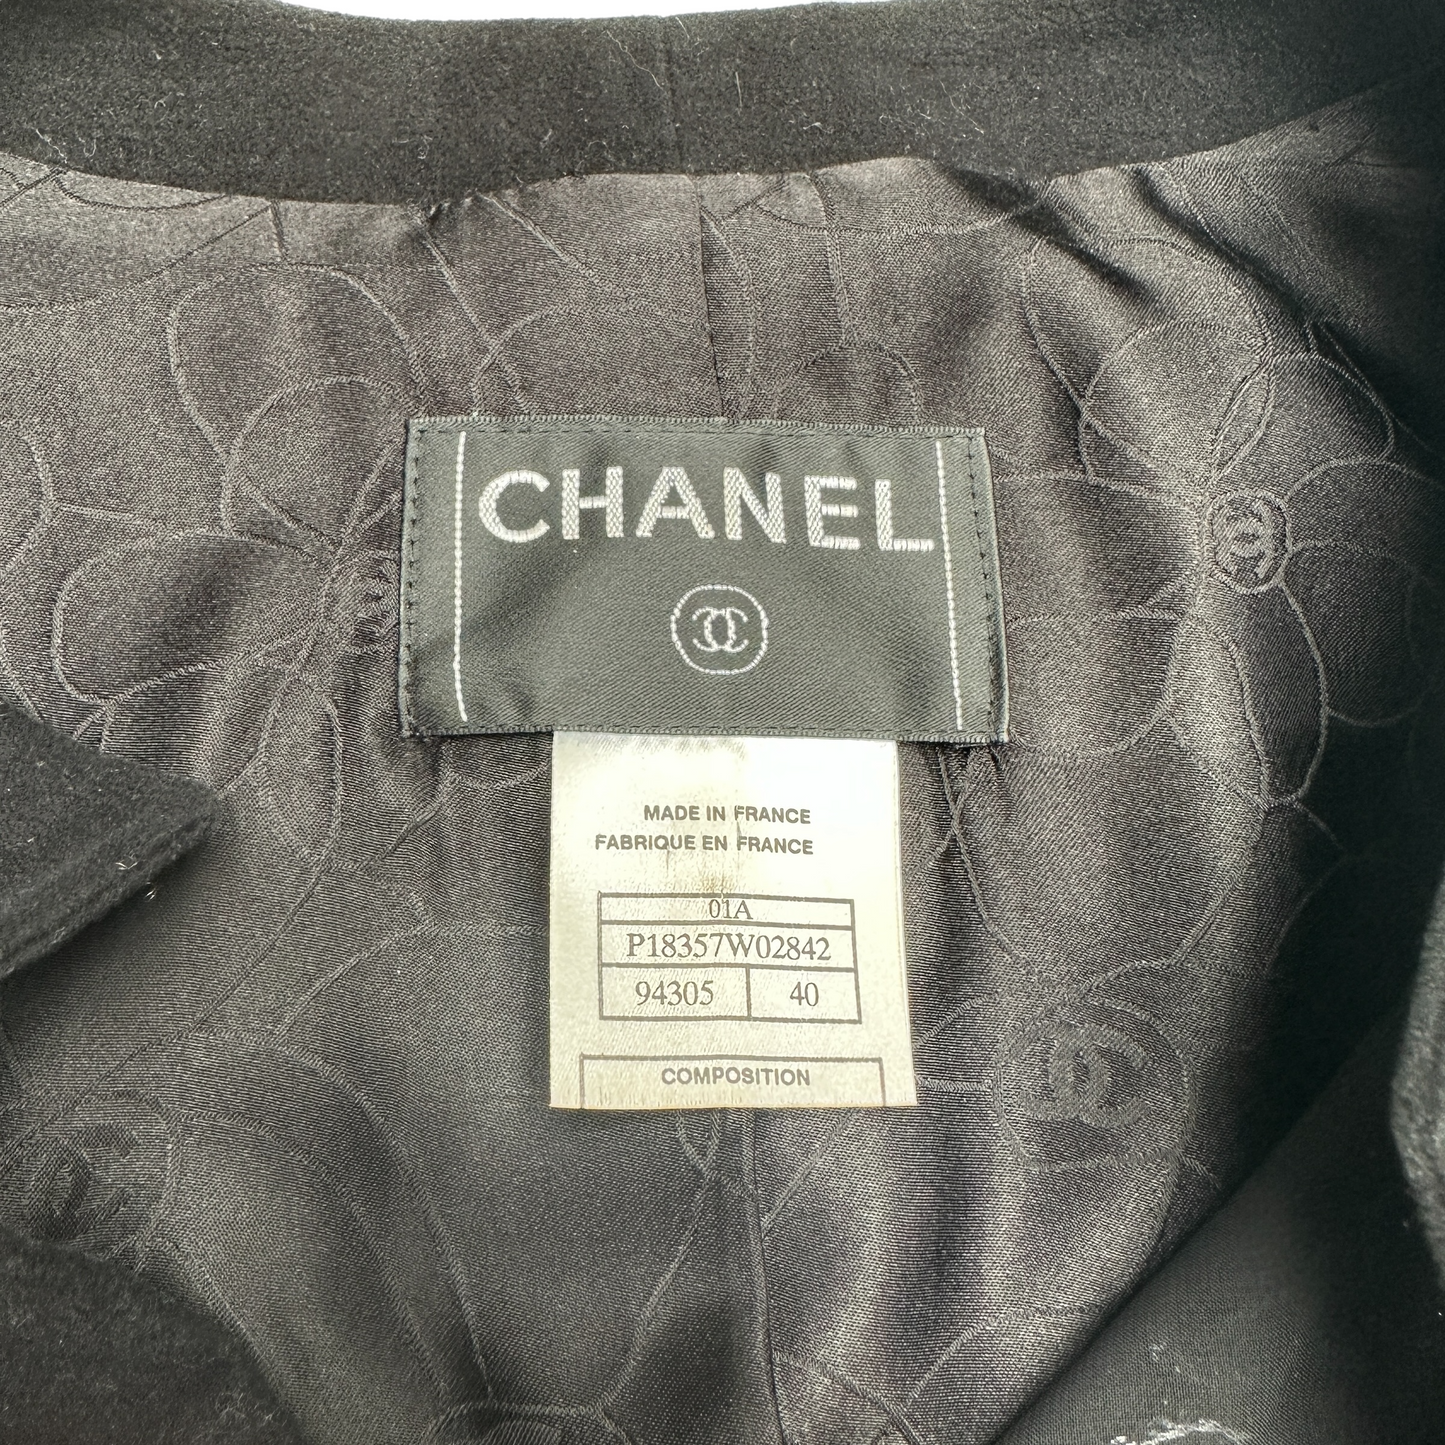 CHANEL
MADE IN FRANCE
FABRIQUE EN FRANCE
01A
P18357W02842
94305 40
COMPOSITION